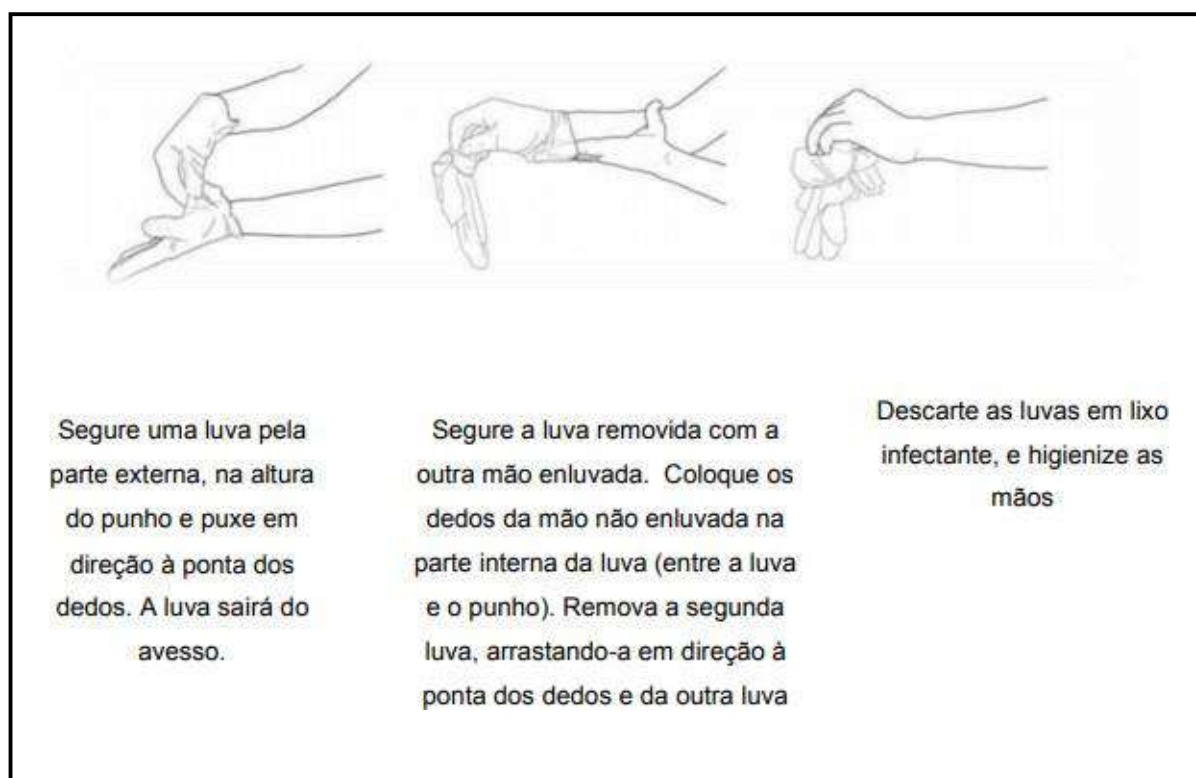 Segure uma luva pela
parte externa, na altura
do punho e puxe em
direção à ponta dos
dedos. A luva sairá do
avesso.
Segure a luva removida com a
outra mão enluvada.  Coloque os
dedos da mão não enluvada na
parte interna da luva (entre a luva
e o punho). Remova a segunda
luva, arrastando-a em direção à
ponta dos dedos e da outra luva
Descarte as luvas em lixo
infectante, e higienize as
mãos